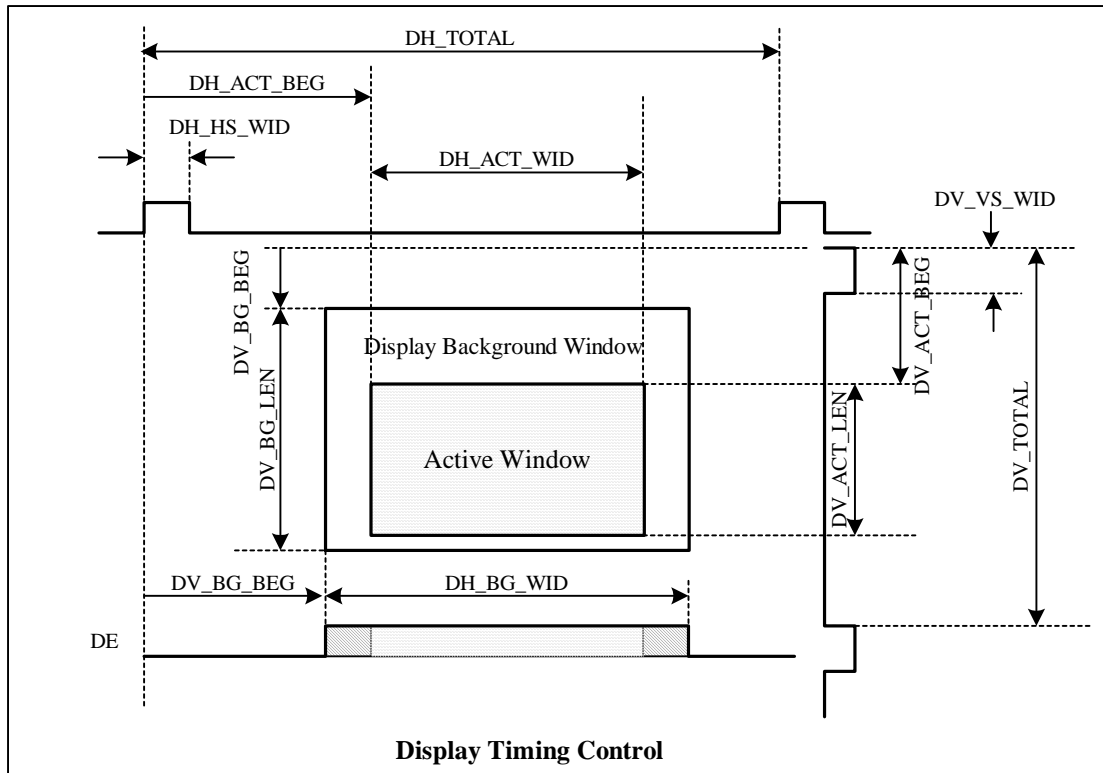 DH_TOTAL
DH_ACT_BEG
DH_HS_WID
DH_ACT_WID
DV_VS_WID
DV_BG_BEG
DV_ACT_BEG
Display Background Window
DV_BG_LEN
Active Window
DV_ACT_LEN
DV_TOTAL
DV_BG_BEG
DH_BG_WID
DE
Display Timing Control